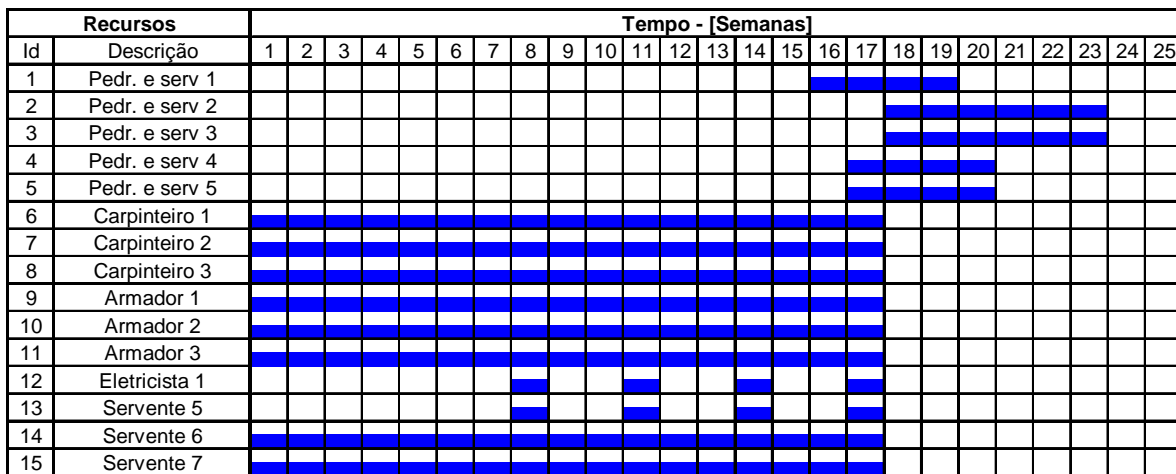 Recursos Tempo - [Semanas]
Id Descrição 1 2 3 4 5 6 7 8 9 10 11 12 13 14 15 16 17 18 19 20 21 22 23 24 25
1 Pedr. e serv 1
2 Pedr. e serv 2
3 Pedr. e serv 3
4 Pedr. e serv 4
5 Pedr. e serv 5
6 Carpinteiro 1
7 Carpinteiro 2
8 Carpinteiro 3
9 Armador 1
10 Armador 2
11 Armador 3
12 Eletricista 1
13 Servente 5
14 Servente 6
15 Servente 7